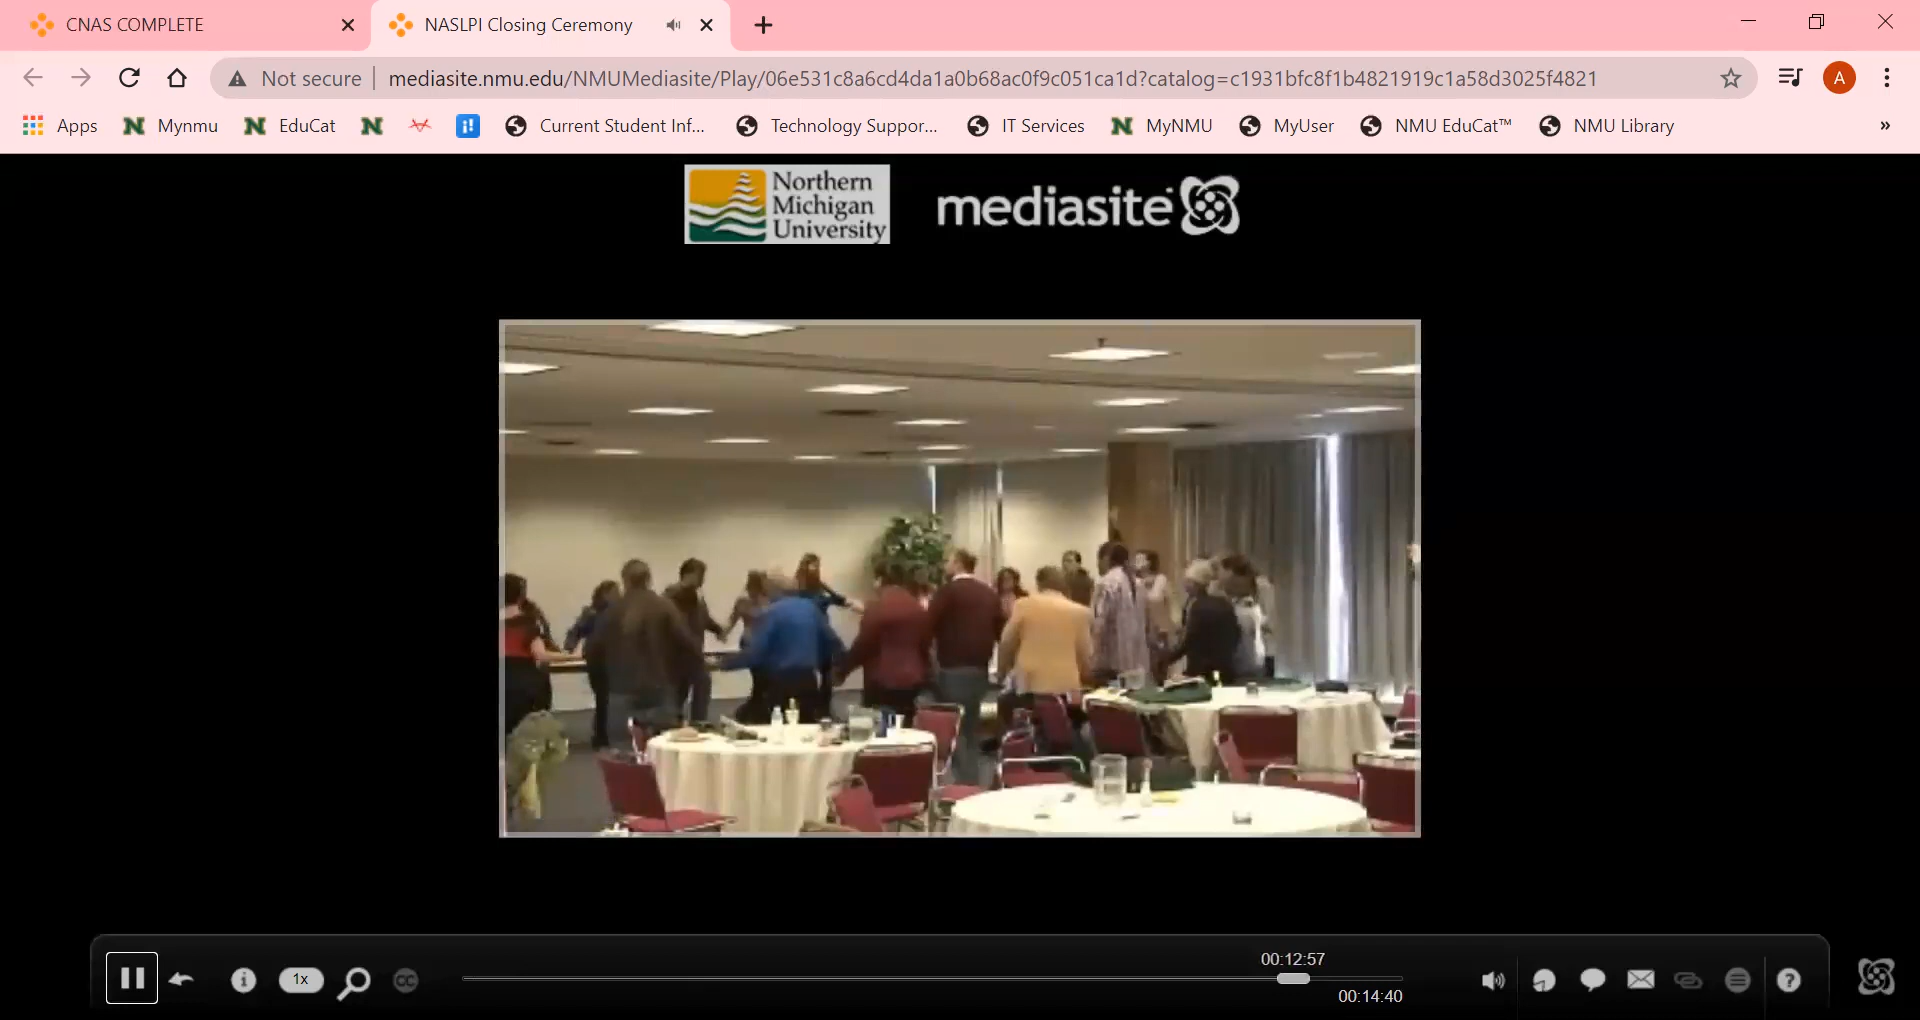 CNAS COMPLETE
NASLPI Closing Ceremony
Not secure
mediasite.nmu.edu/NMUMediasite/Play/06e531c8a6cd4da1a0b68ac0f9c051ca1d?catalog=c1931bfc8f1b4821919c1a58d3025f4821
A
Apps
N Mynmu
N EduCat
N
Current Student Inf...
Technology Suppor...
IT Services
N MyNMU
MyUser
NMU EduCat™
NMU Library
»
Northern
Michigan
University
mediasite
00:12:57
1x
CC
00:14:40